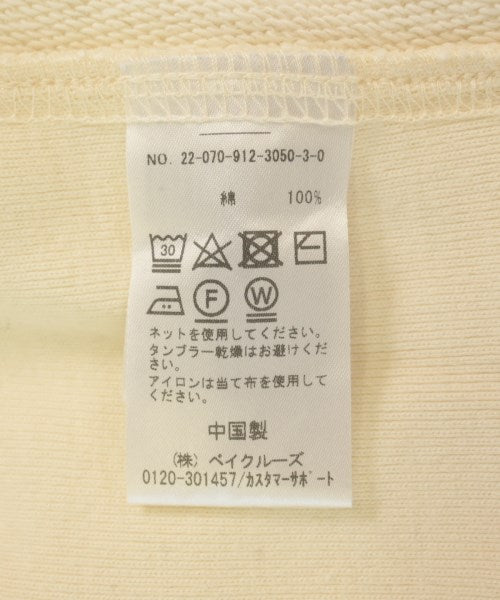 NO. 22-070-912-3050-3-0
綿 100%
30
F W
ネットを使用してください。
タンブラー乾燥はお避けくだ
さい。
アイロンは当て布を使用して
ください。
中国製
(株) ベイクルーズ
0120-301457/カスタマーサポート